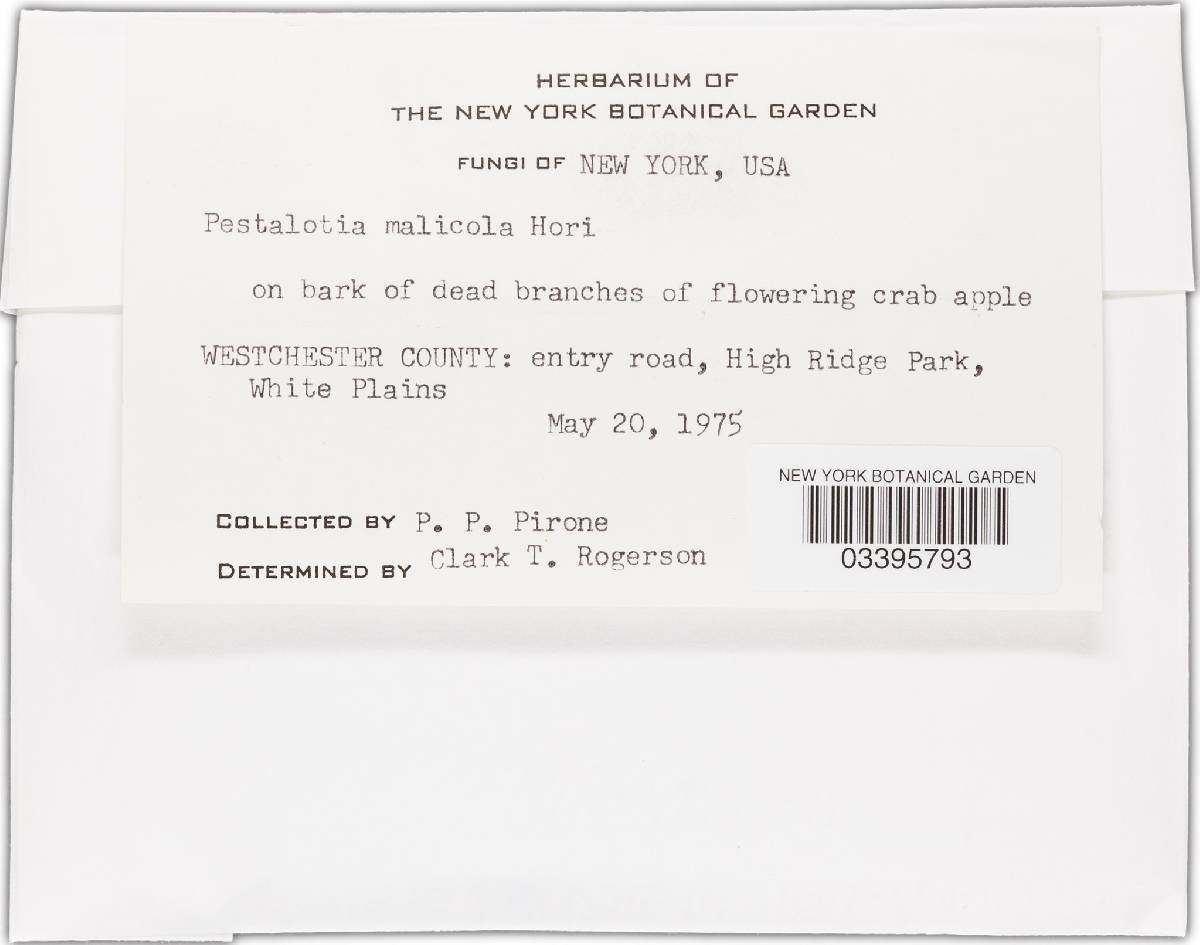 HERBARIUM OF
THE NEW YORK BOTANICAL GARDEN
FUNGI OF NEW YORK, USA
Pestalotia malicola Hori
on bark of dead branches of flowering crab apple
WESTCHESTER COUNTY: entry road, High Ridge Park,
White Plains
May 20, 1975
NEW YORK BOTANICAL GARDEN
03395793
COLLECTED BY P. P. Pirone
DETERMINED BY Clark T. Rogerson